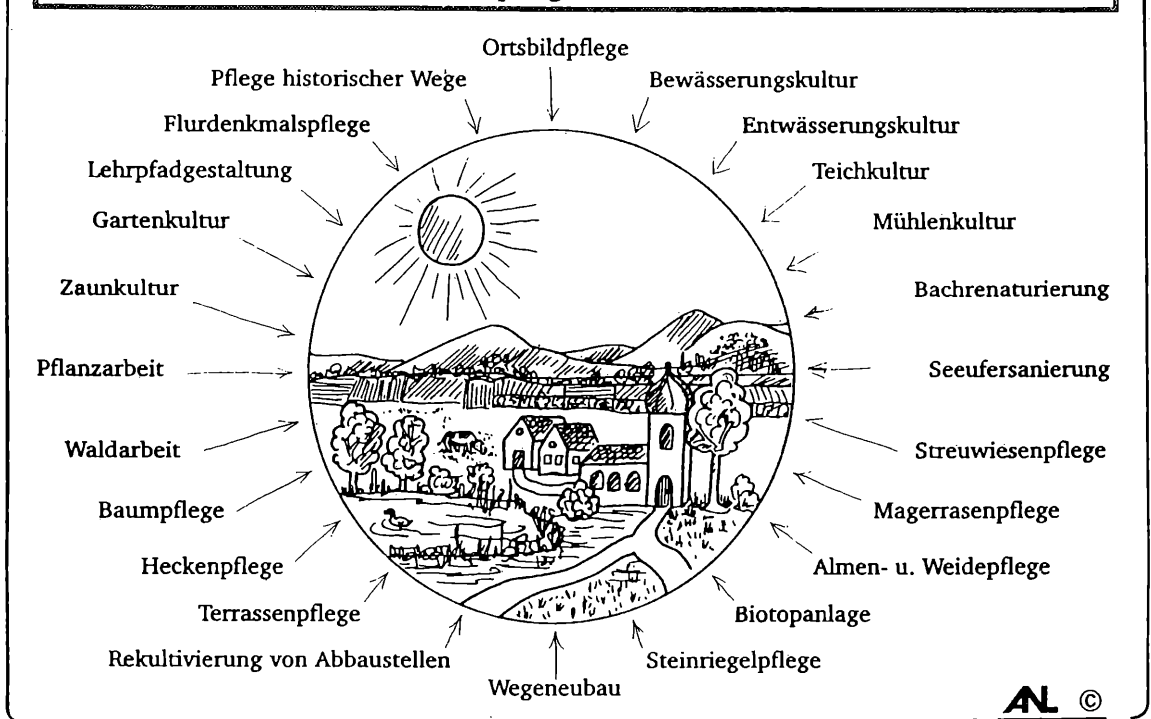 Ortsbildpflege
Pflege historischer Wege
Bewässerungskultur
Flurdenkmalspflege
Entwässerungskultur
Lehrpfadgestaltung
Teichkultur
Gartenkultur
Mühlenkultur
Zaunkultur
Bachrenaturierung
Pflanzarbeit
Seeufersanierung
Waldarbeit
Streuwiesenpflege
Baumpflege
Magerrasenpflege
Heckenpflege
Almen- u. Weidepflege
Terrassenpflege
Biotopanlage
Rekultivierung von Abbaustellen
Steinriegelpflege
Wegeneubau
ANL ©